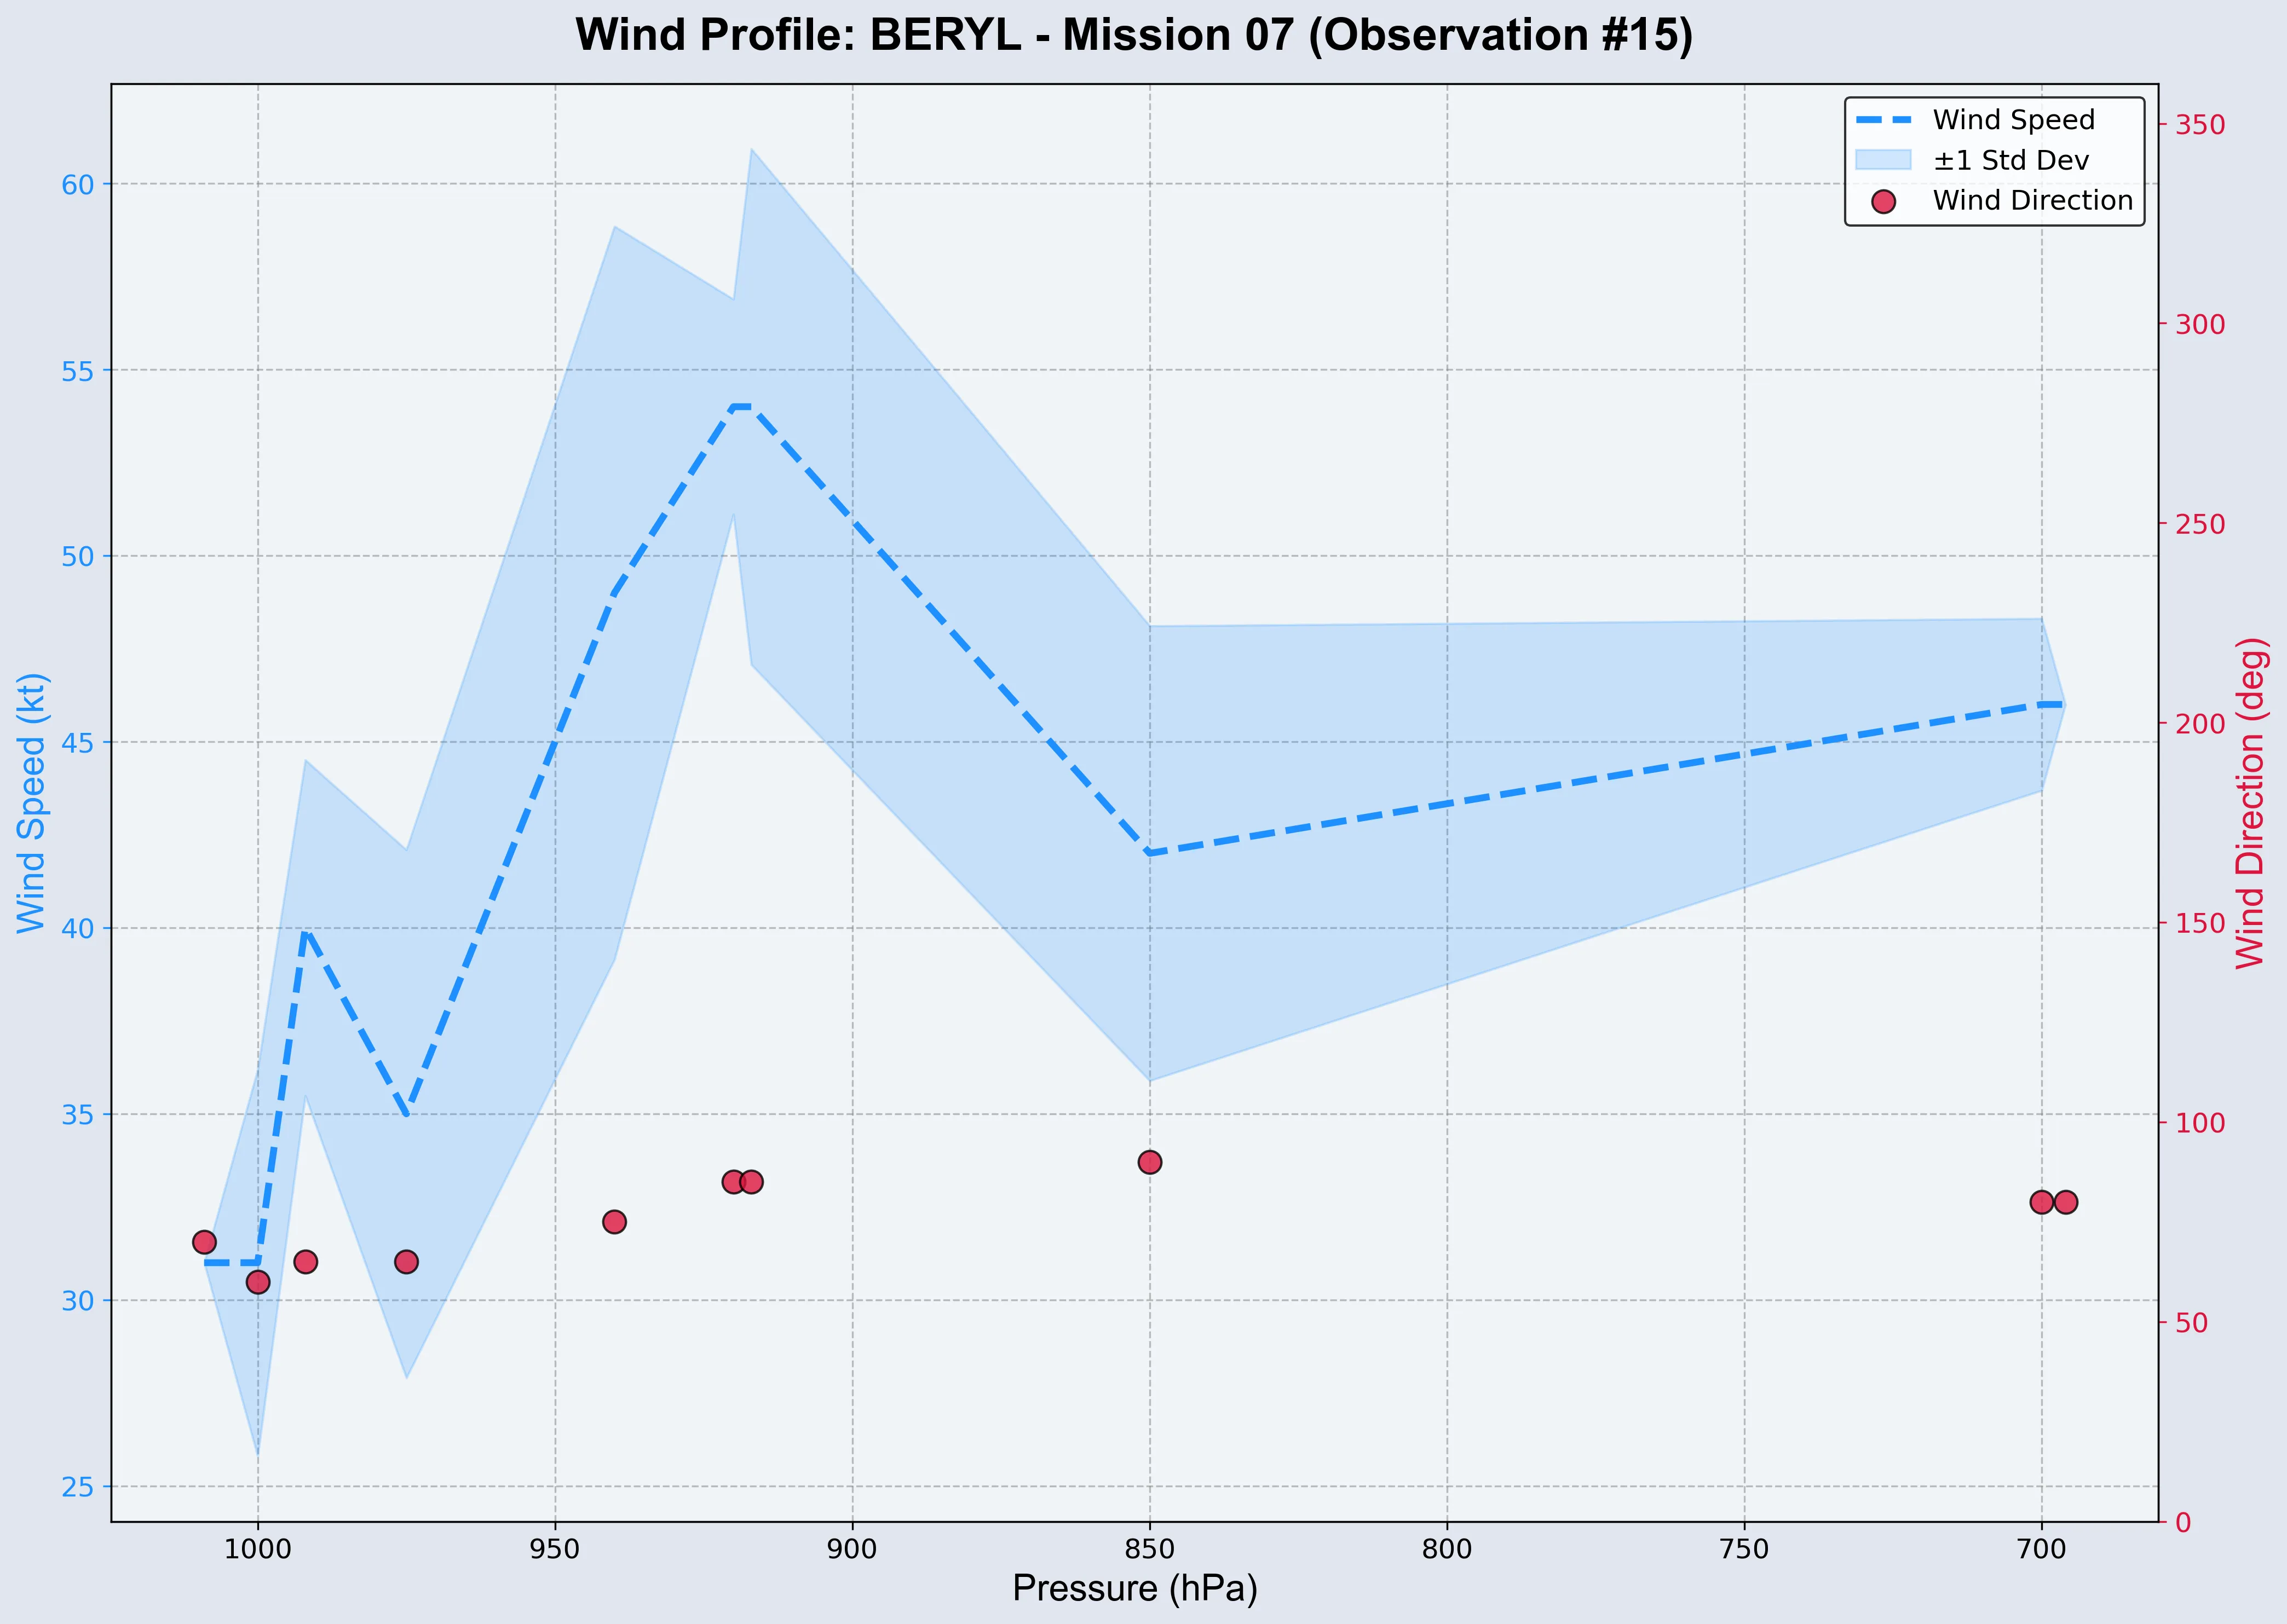 Wind Profile: BERYL - Mission 07 (Observation #15)
Wind Speed
±1 Std Dev
Wind Direction
Wind Speed (kt)
60
55
50
45
40
35
30
25
350
300
250
200
150
100
50
0
Wind Direction (deg)
1000 950 900 850 800 750 700
Pressure (hPa)